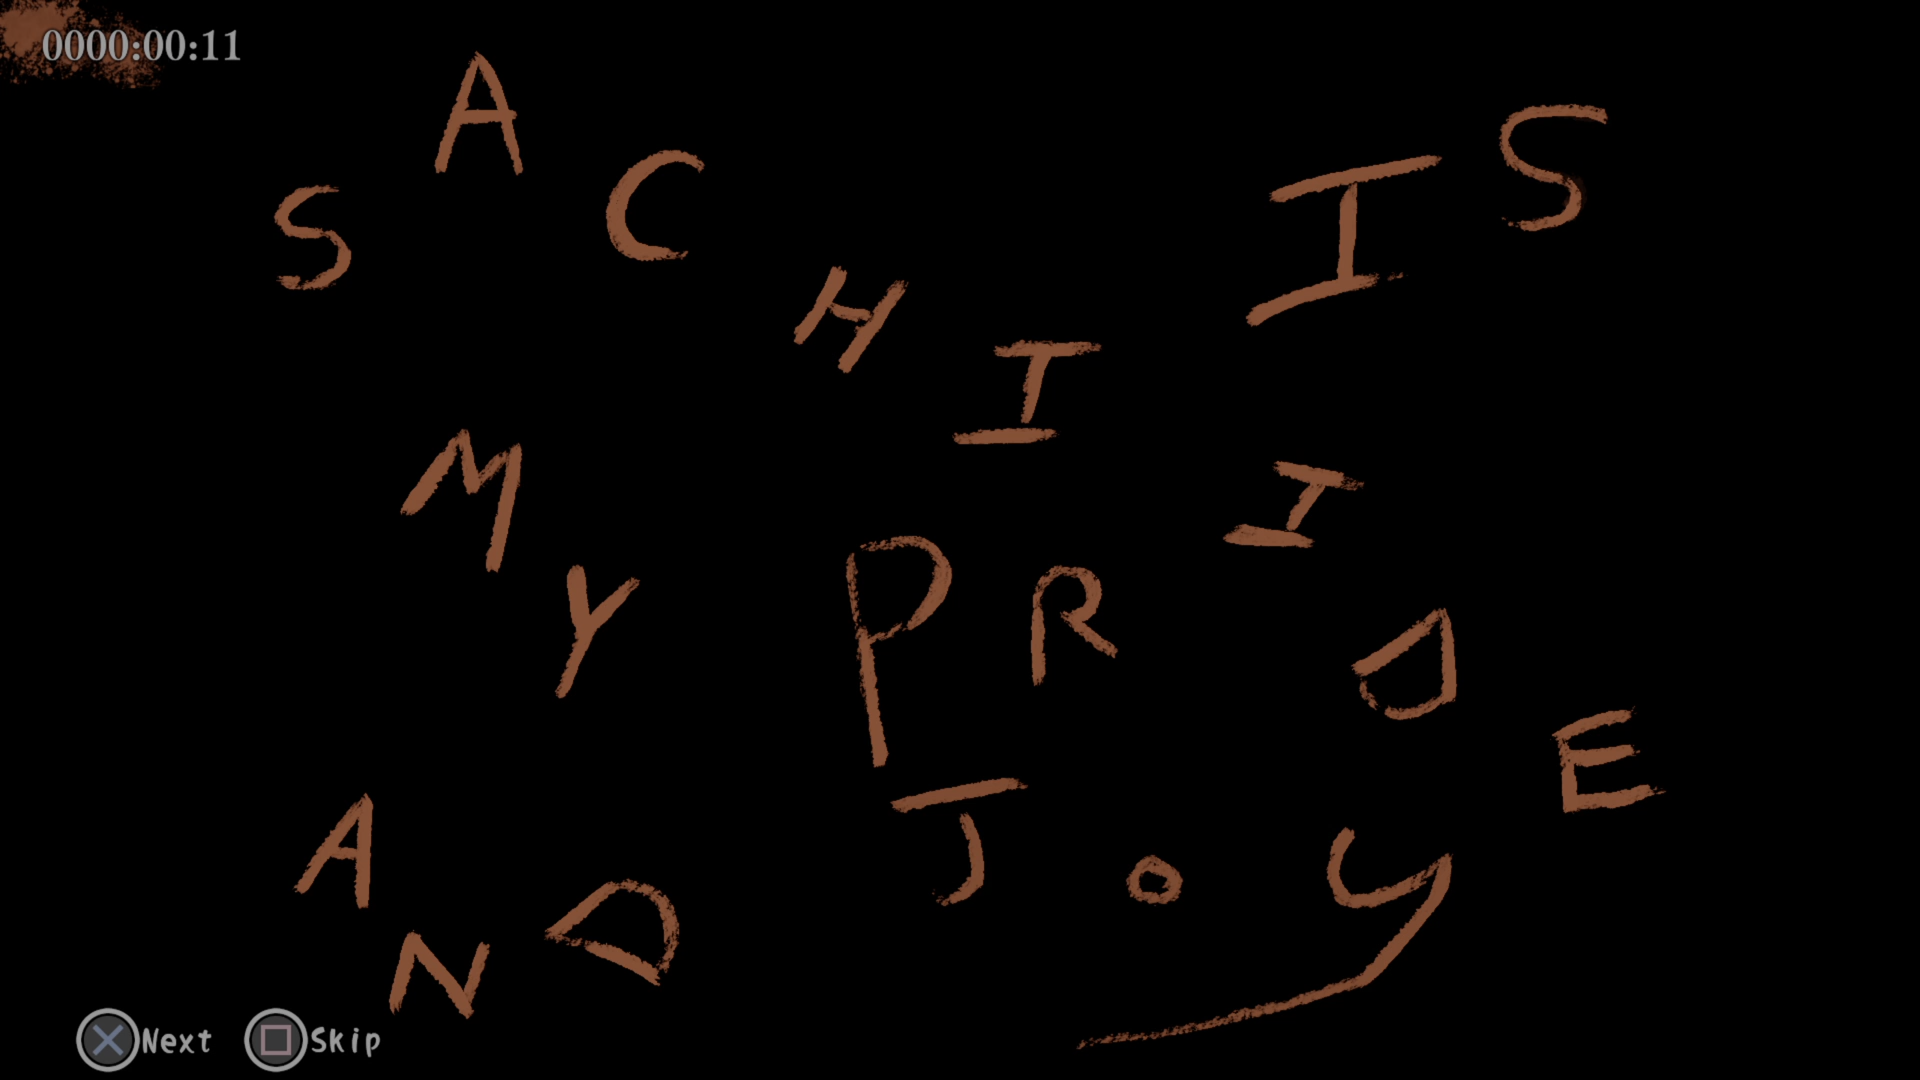 0000:00:11
SACHI IS
MY PRIDE
AND JOY
Next Skip